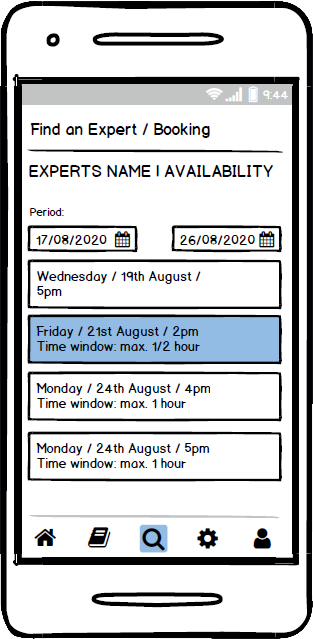 9:44
Find an Expert / Booking
EXPERTS NAME | AVAILABILITY
Period:
17/08/2020 26/08/2020
Wednesday / 19th August /
5pm
Friday / 21st August / 2pm
Time window: max. 1/2 hour
Monday / 24th August / 4pm
Time window: max. 1 hour
Monday / 24th August / 5pm
Time window: max. 1 hour